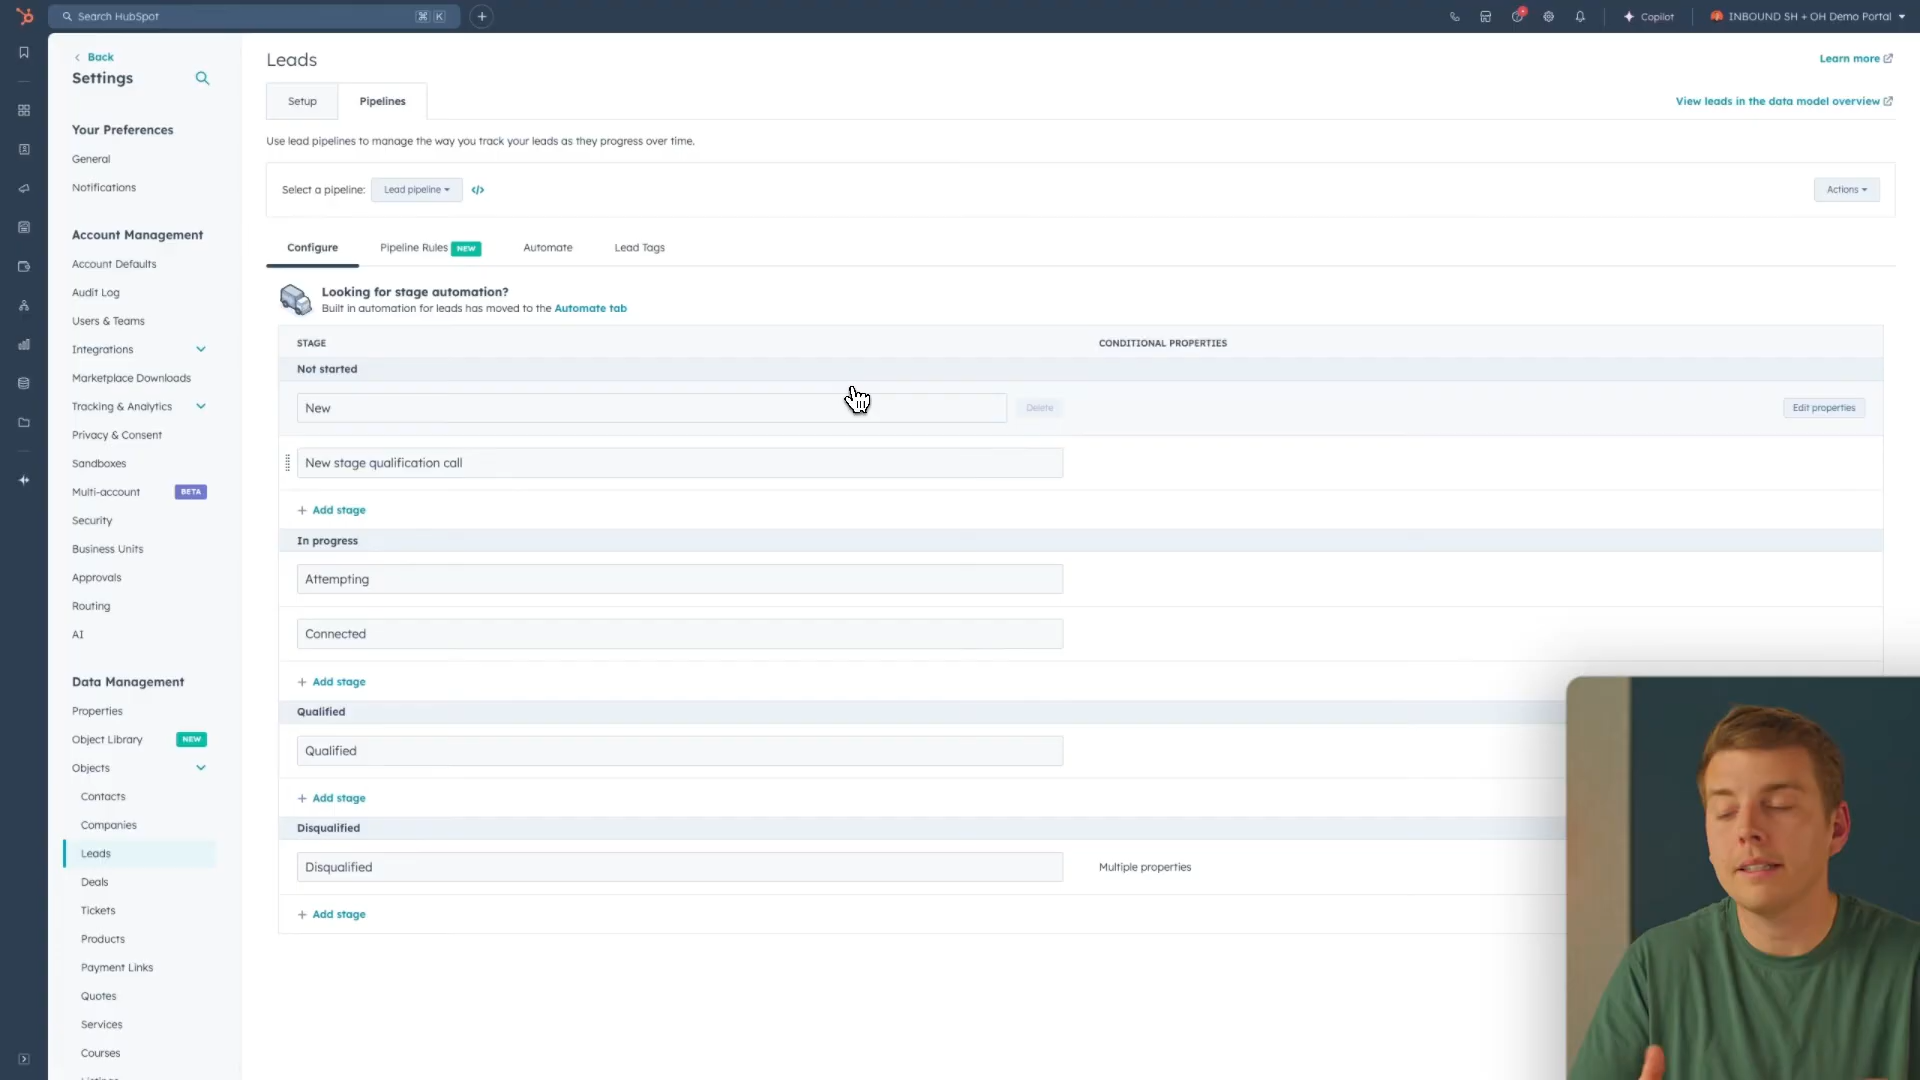 Search HubSpot
⌘ K
Copilot
INBOUND SH + OH Demo Portal
Back
Settings
Your Preferences
General
Notifications
Account Management
Account Defaults
Audit Log
Users & Teams
Integrations
Marketplace Downloads
Tracking & Analytics
Privacy & Consent
Sandboxes
Multi-account BETA
Security
Business Units
Approvals
Routing
AI
Data Management
Properties
Object Library NEW
Objects
Contacts
Companies
Leads
Deals
Tickets
Products
Payment Links
Quotes
Services
Courses
Leads
Learn more
Setup
Pipelines
View leads in the data model overview
Use lead pipelines to manage the way you track your leads as they progress over time.
Select a pipeline: Lead pipeline </>
Actions
Configure
Pipeline Rules NEW
Automate
Lead Tags
Looking for stage automation?
Built in automation for leads has moved to the Automate tab
STAGE
CONDITIONAL PROPERTIES
Not started
New
Delete
Edit properties
New stage qualification call
+ Add stage
In progress
Attempting
Connected
+ Add stage
Qualified
Qualified
+ Add stage
Disqualified
Disqualified
Multiple properties
+ Add stage